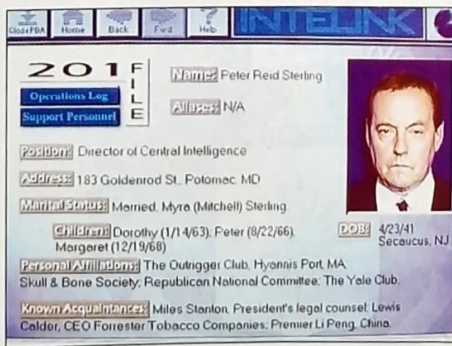 Close PDA Home Back Fwd Help INTELINK
201 FILE
Name: Peter Reid Sterling
Operations Log
Support Personnel
Aliases: N/A
Position: Director of Central Intelligence
Address: 183 Goldenrod St., Potomac, MD
Marital Status: Married, Myra (Mitchell) Sterling.
Children: Dorothy (1/14/63); Peter (8/22/66);
Margaret (12/19/68)
DOB: 4/23/41
Secaucus, NJ
Personal Affiliations: The Outrigger Club, Hyannis Port, MA;
Skull & Bone Society; Republican National Committee; The Yale Club.
Known Acquaintances: Miles Stanton, President's legal counsel; Lewis
Calder, CEO Forrester Tobacco Companies; Premier Li Peng, China.